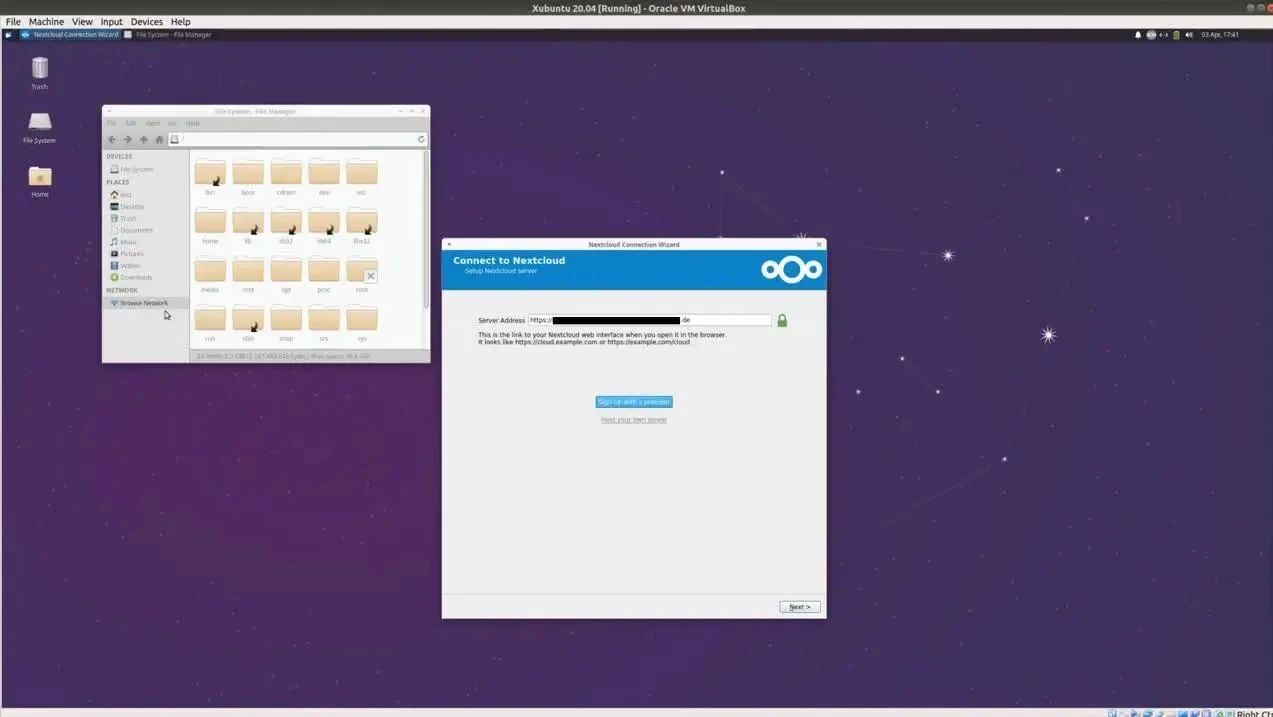 Xubuntu 20.04 [Running] - Oracle VM VirtualBox
File Machine View Input Devices Help
Nextcloud Connection Wizard File System - File Manager 03 Apr, 17:41
Trash
File System
Home
File System - File Manager
File Edit View Go Help
/
DEVICES
File System
PLACES
Desktop
Trash
Documents
Music
Pictures
Videos
Downloads
NETWORK
Browse Network
bin boot cdrom dev etc
home lib lib32 lib64 libx32
media mnt opt proc root
run sbin snap srv sys
Nextcloud Connection Wizard
Connect to Nextcloud
Setup Nextcloud server
Server Address https:// .de
This is the link to your Nextcloud web interface when you open it in the browser.
It looks like https://cloud.example.com or https://example.com/cloud
Sign up with a provider
Host your own server
Next >
Right Ctrl